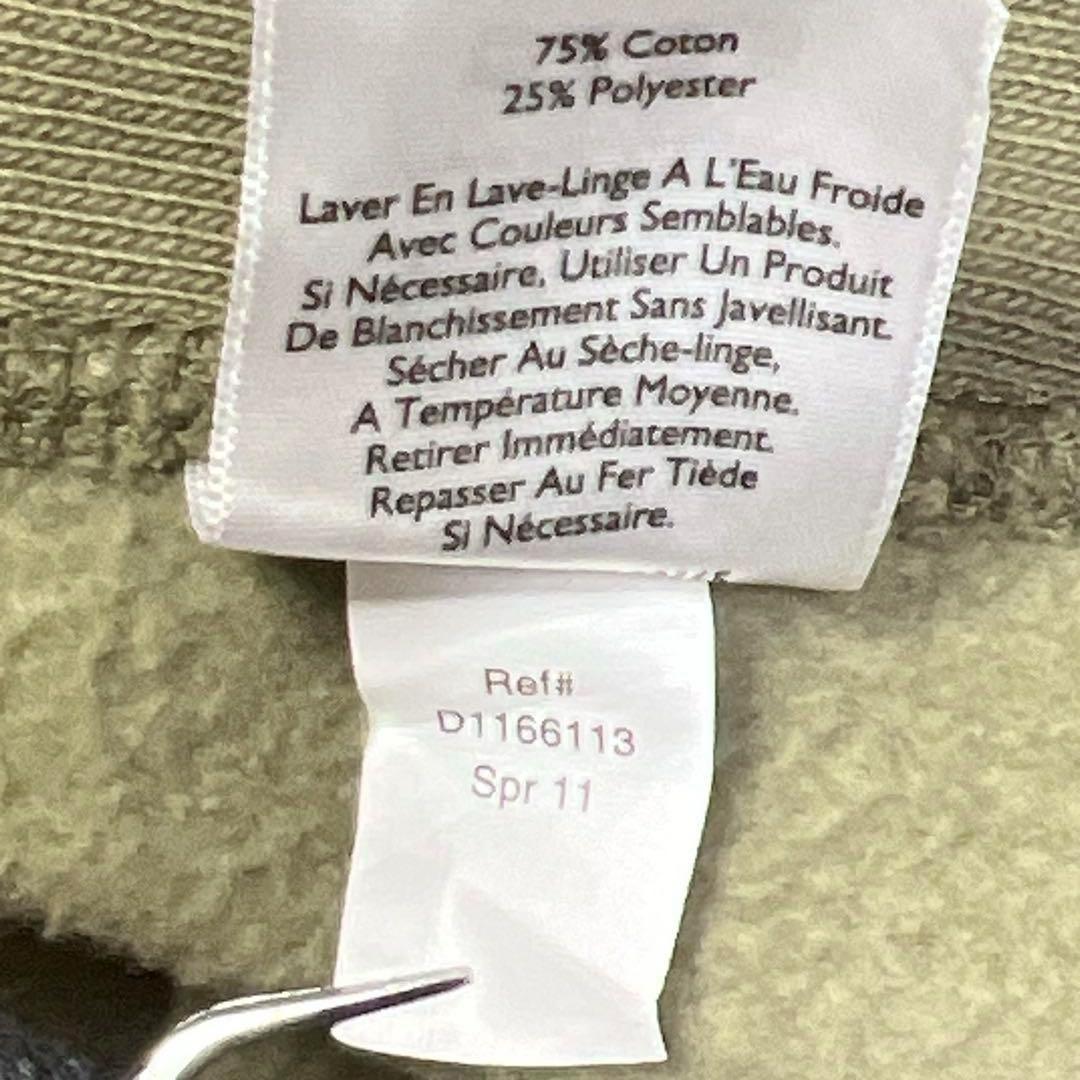 75% Coton
25% Polyester
Laver En Lave-Linge A L'Eau Froide
Avec Couleurs Semblables.
Si Nécessaire, Utiliser Un Produit
De Blanchissement Sans Javellisant.
Sécher Au Sèche-linge,
A Température Moyenne.
Retirer Immédiatement.
Repasser Au Fer Tiède
Si Nécessaire.
Ref#
D1166113
Spr 11